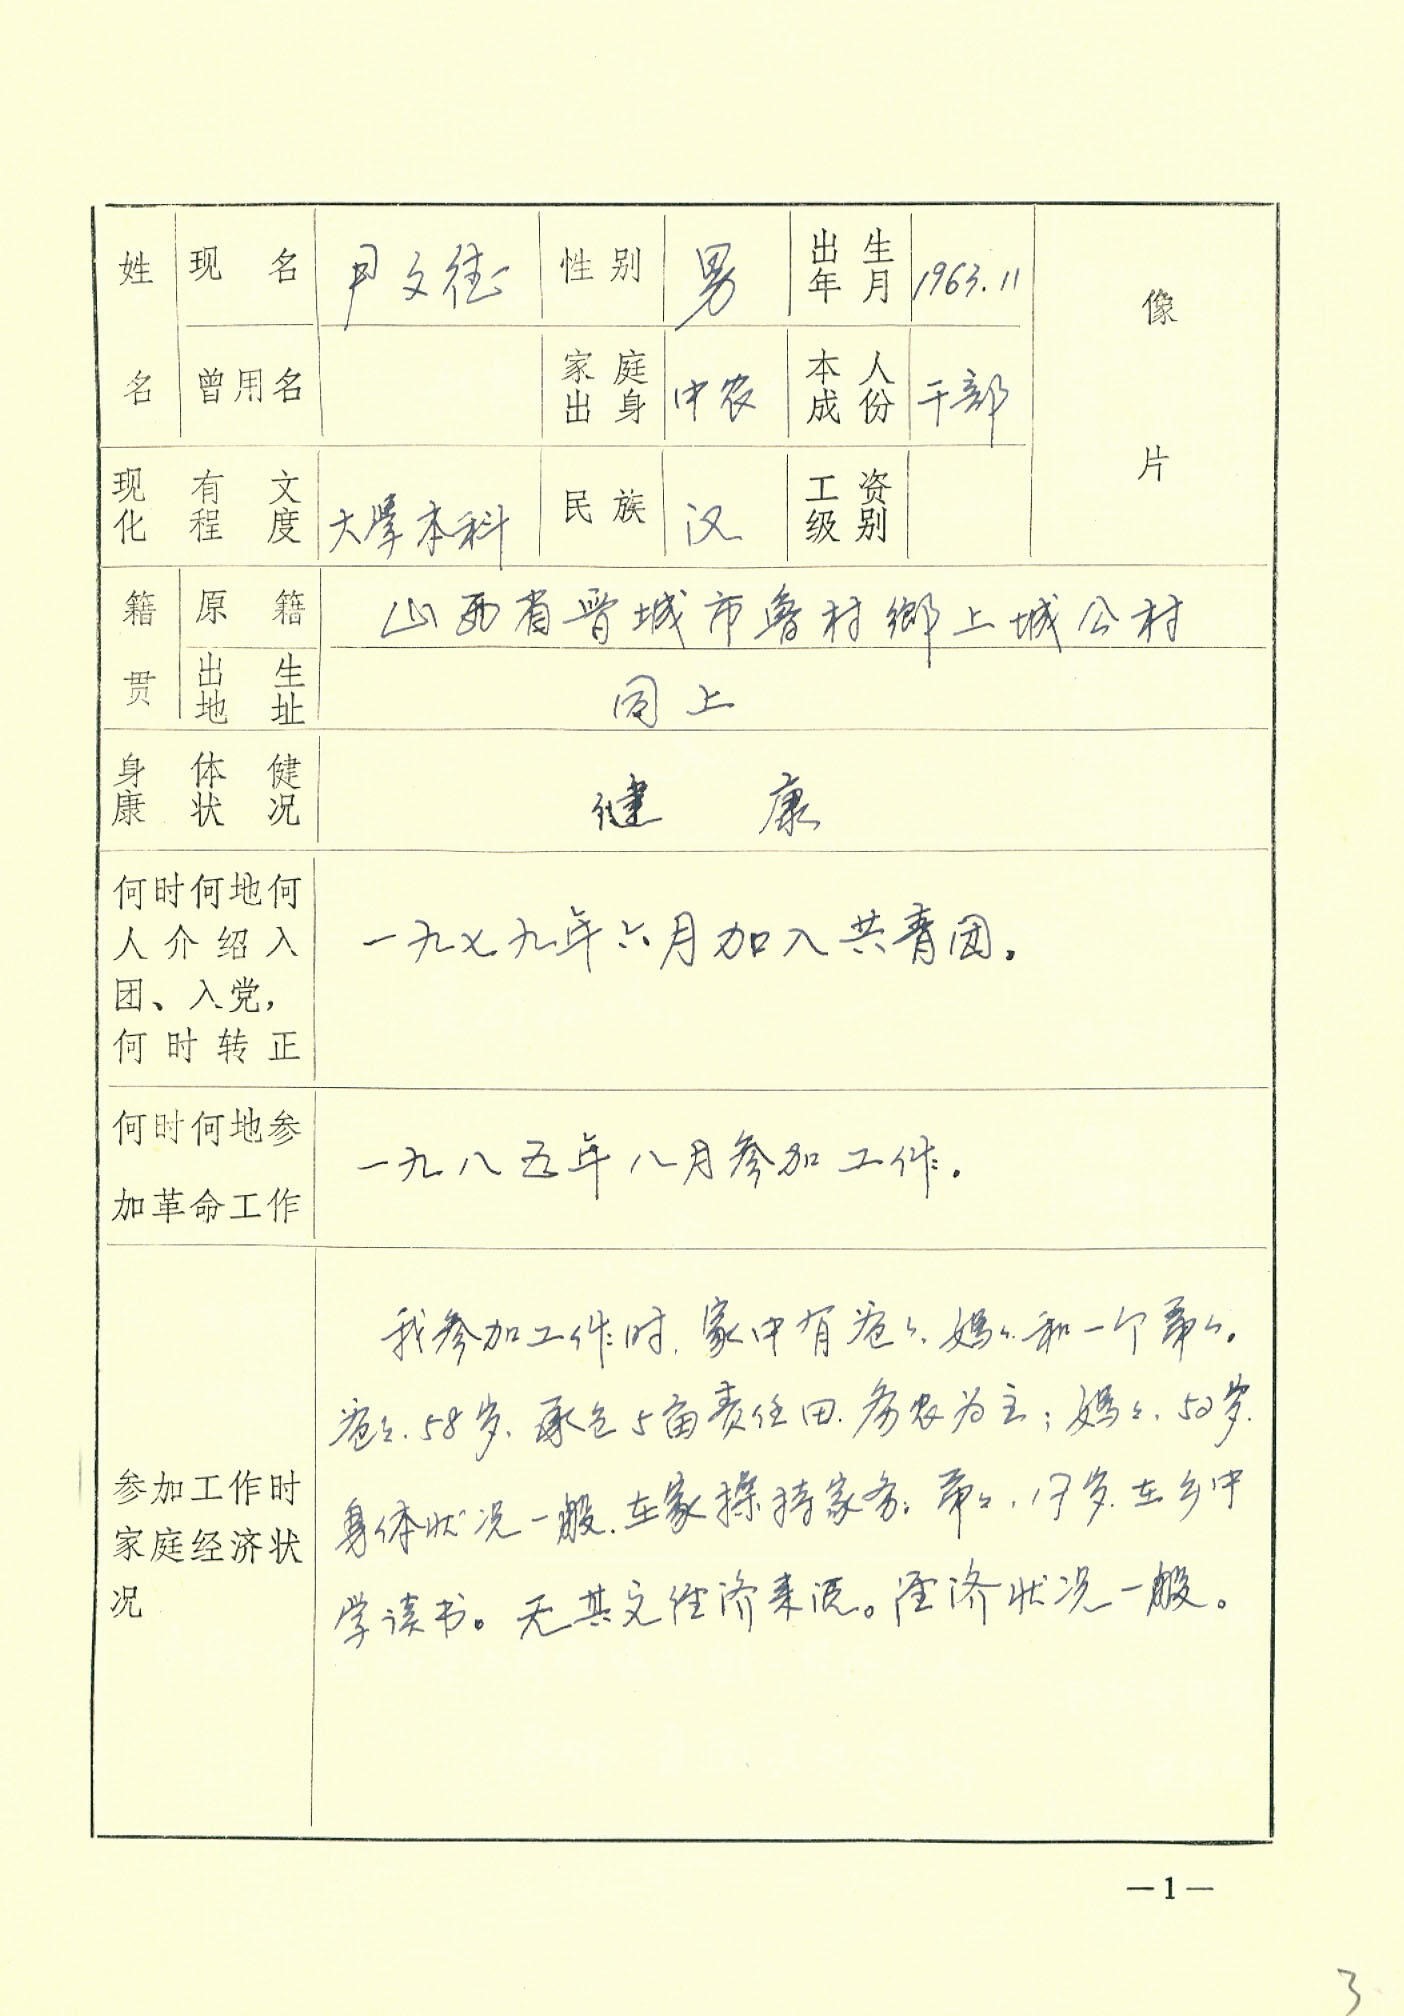 姓名 现名 尹文德 性别 男 出生年月 1963.11 像片
曾用名 家庭出身 中农 本人成份 干部
现有文化程度 大学本科 民族 汉 工资级别
籍贯 原籍 山西省晋城市鲁村鄉上城公村
出生地址 同上
身体健康状况 健康
何时何地何
人介绍入
团、入党，
何时转正
一九七九年六月加入共青团。
何时何地参
加革命工作
一九八五年八月参加工作.
参加工作时
家庭经济状
况
我参加工作时.家中有爸々、妈々和一个弟々。
爸々.58岁.承包5亩责任田.务农为主；妈々.52岁.
身体状况一般.在家操持家务；弟々.17岁.在乡中
学读书。无其它经济来源。经济状况一般。
—1—
3